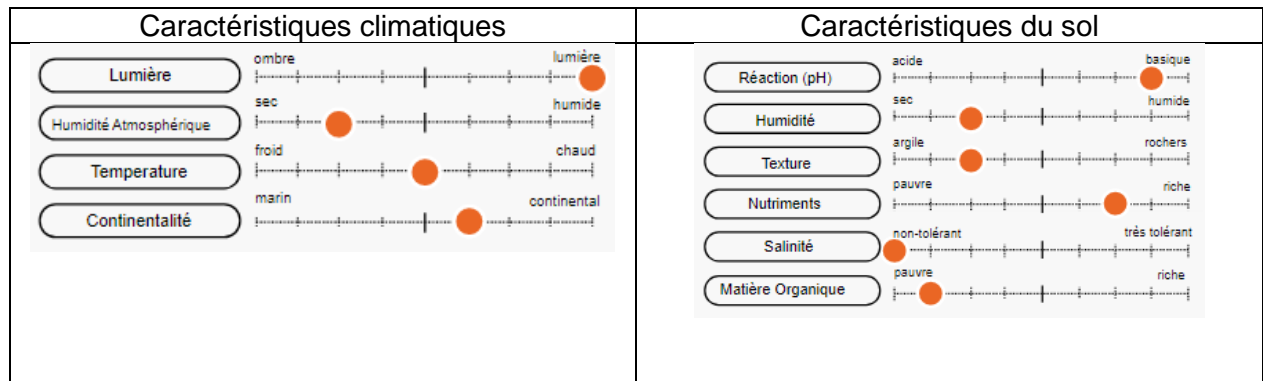 Caractéristiques climatiques
ombre lumière
Lumière
sec humide
Humidité Atmosphérique
froid chaud
Temperature
marin continental
Continentalité
Caractéristiques du sol
acide basique
Réaction (pH)
sec humide
Humidité
argile rochers
Texture
pauvre riche
Nutriments
non-tolérant trés tolérant
Salinité
pauvre riche
Matière Organique